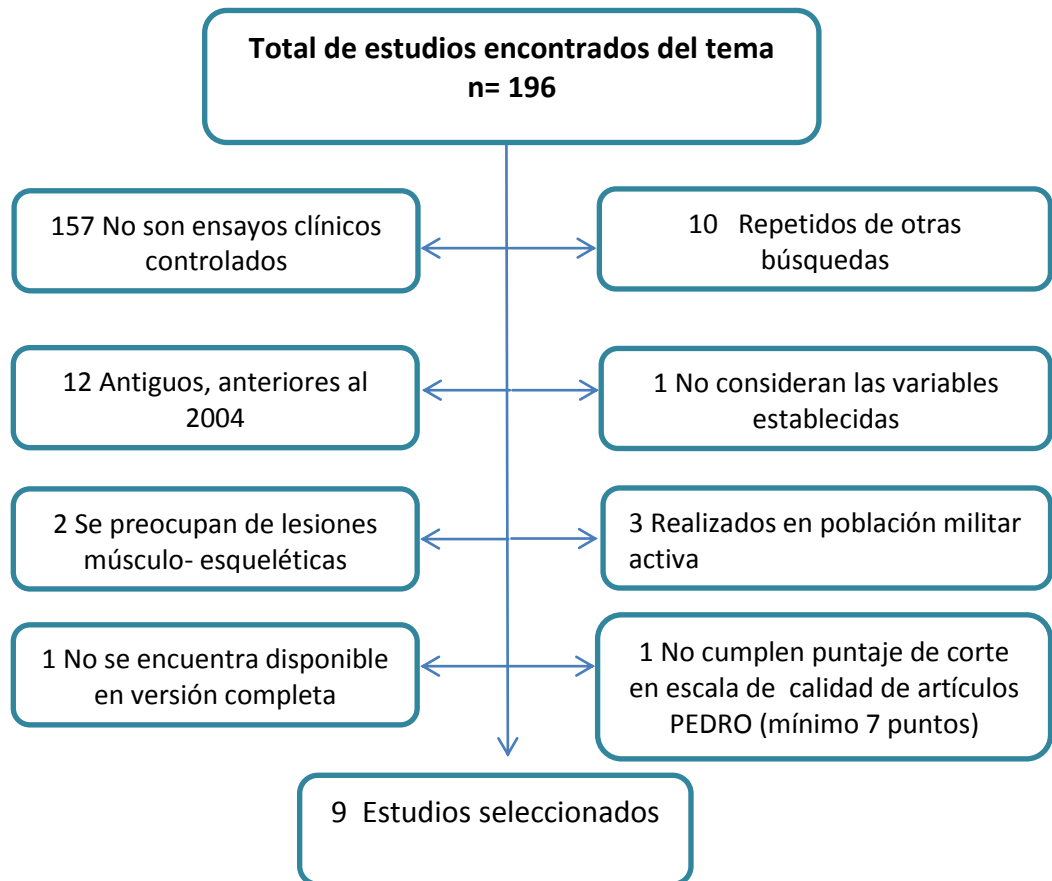 Total de estudios encontrados del tema
n= 196
157 No son ensayos clínicos
controlados
10 Repetidos de otras
búsquedas
12 Antiguos, anteriores al
2004
1 No consideran las variables
establecidas
2 Se preocupan de lesiones
músculo- esqueléticas
3 Realizados en población militar
activa
1 No se encuentra disponible
en versión completa
1 No cumplen puntaje de corte
en escala de calidad de artículos
PEDRO (mínimo 7 puntos)
9 Estudios seleccionados